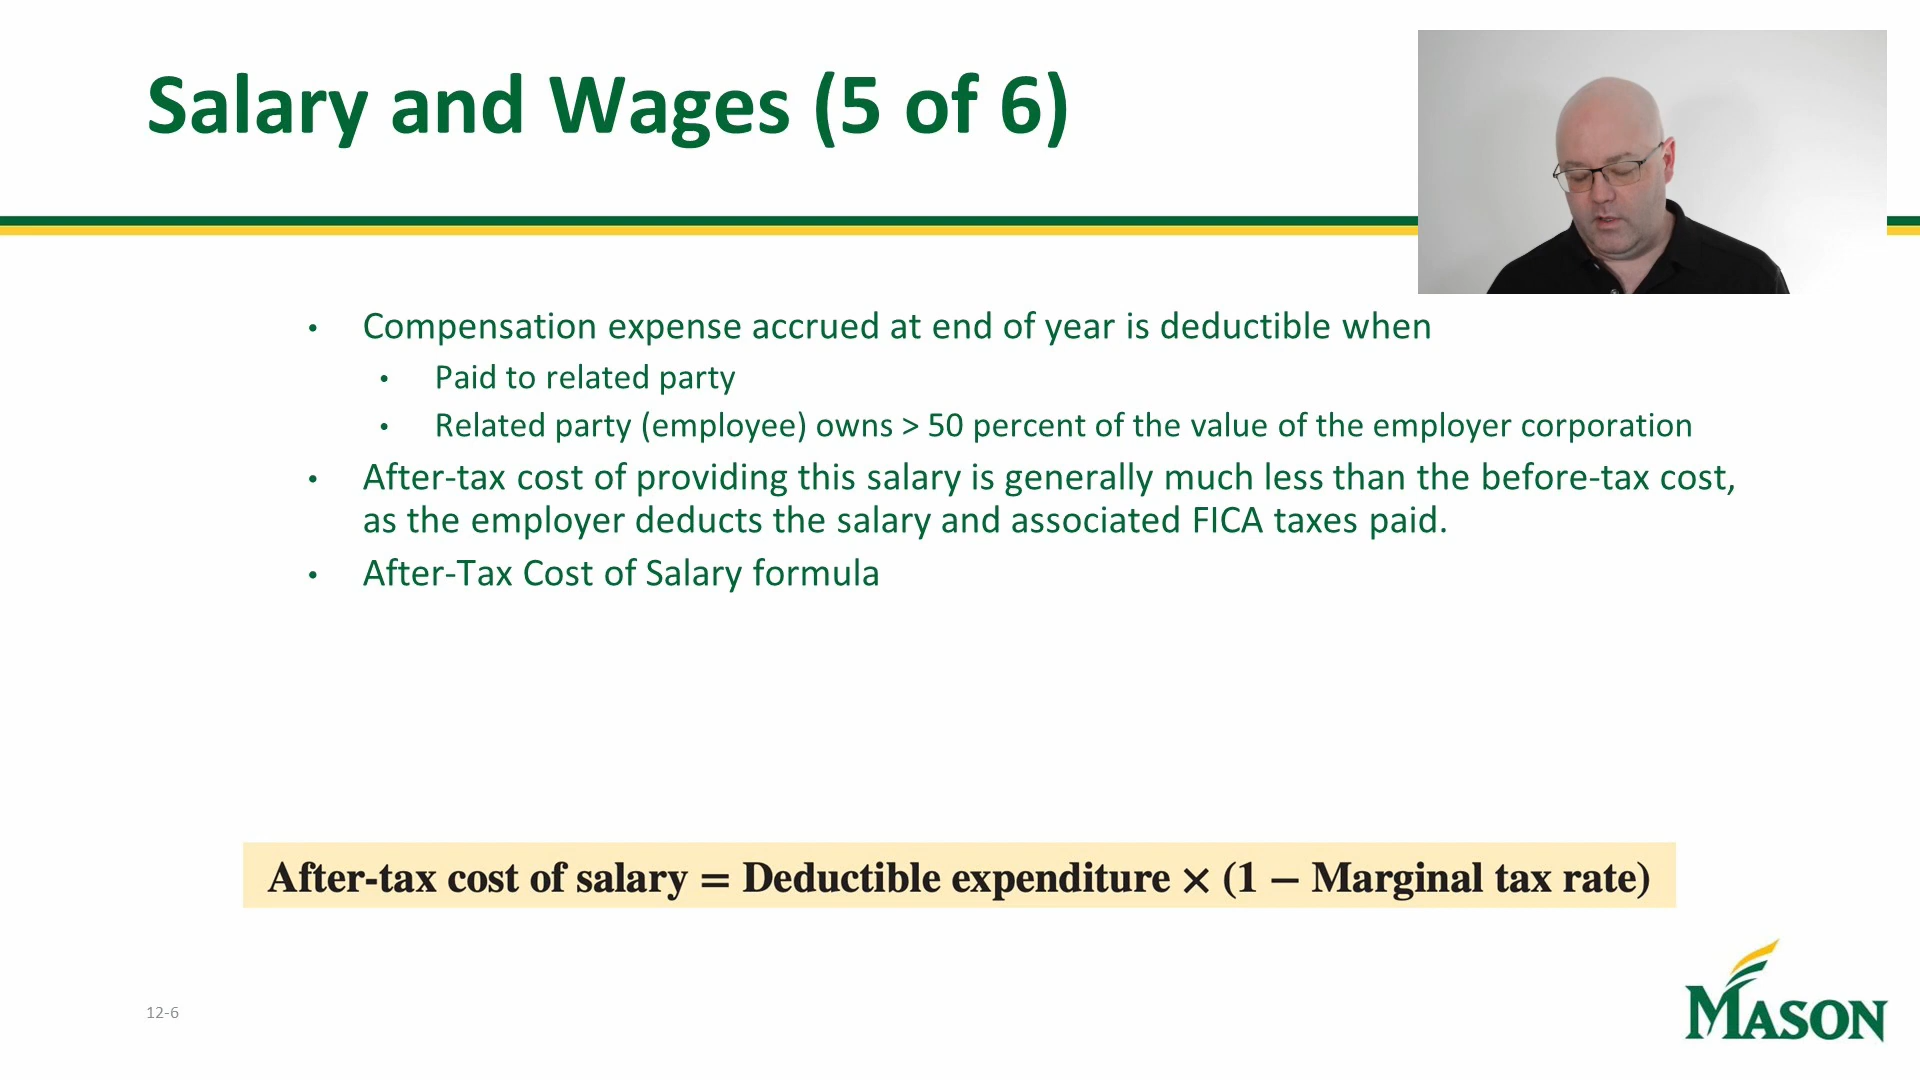 Salary and Wages (5 of 6)
• Compensation expense accrued at end of year is deductible when
• Paid to related party
• Related party (employee) owns > 50 percent of the value of the employer corporation
• After-tax cost of providing this salary is generally much less than the before-tax cost,
as the employer deducts the salary and associated FICA taxes paid.
• After-Tax Cost of Salary formula
After-tax cost of salary = Deductible expenditure × (1 − Marginal tax rate)
12-6
MASON